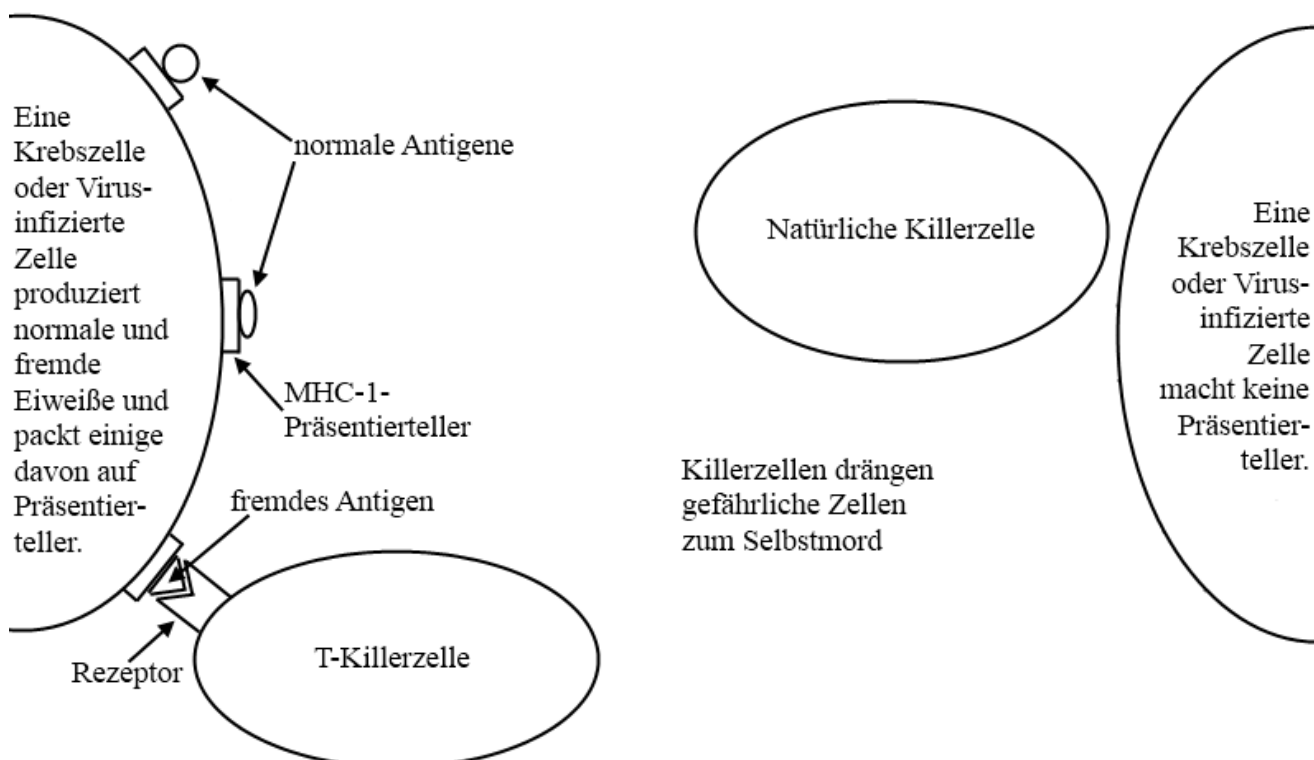 Eine
Krebszelle
oder Virus-
infizierte
Zelle
produziert
normale und
fremde
Eiweiße und
packt einige
davon auf
Präsentier-
teller.
normale Antigene
MHC-1-
Präsentierteller
fremdes Antigen
Rezeptor
T-Killerzelle
Natürliche Killerzelle
Killerzellen drängen
gefährliche Zellen
zum Selbstmord
Eine
Krebszelle
oder Virus-
infizierte
Zelle
macht keine
Präsentier-
teller.